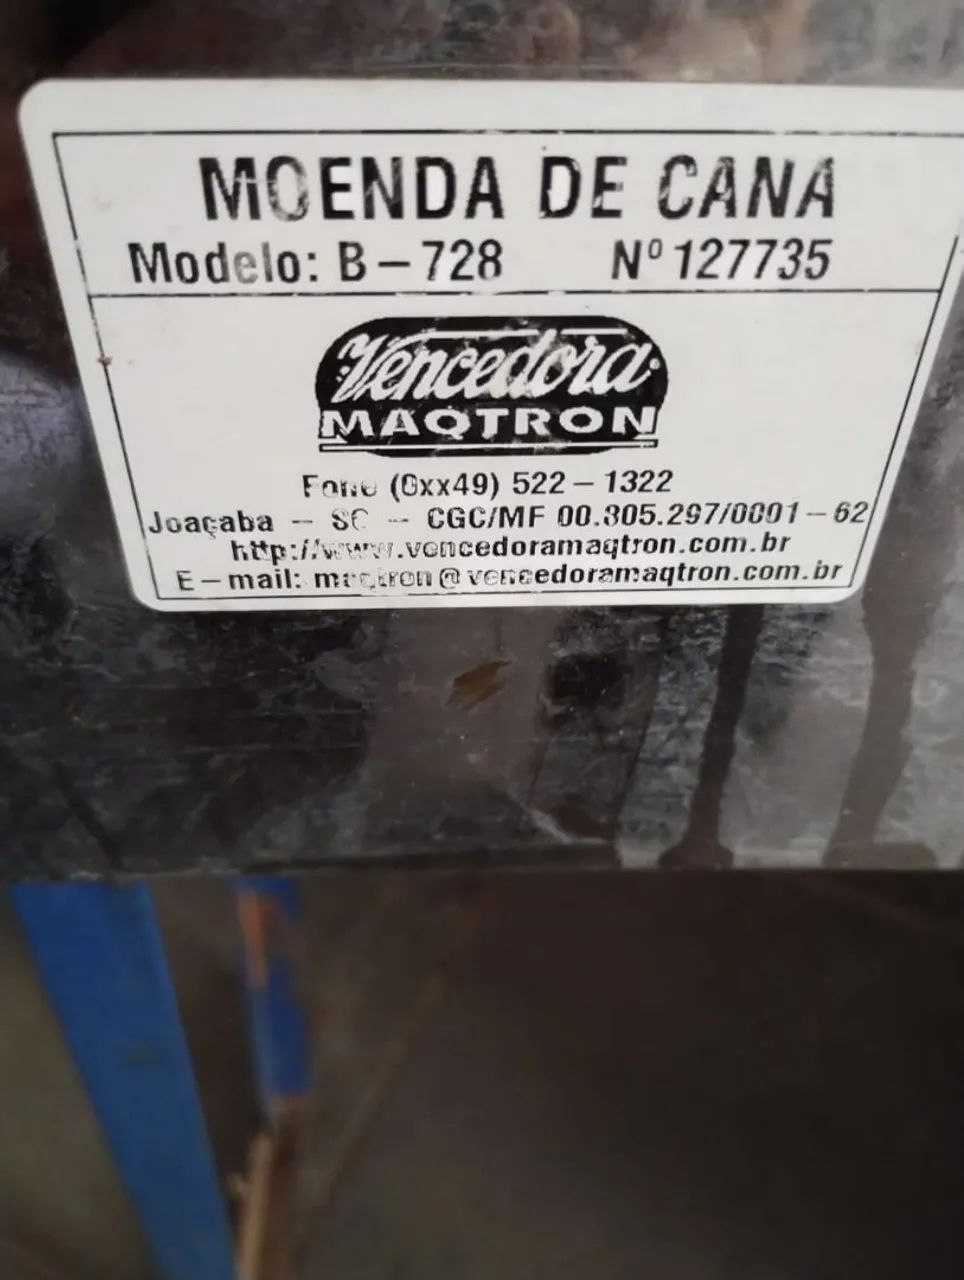 MOENDA DE CANA
Modelo: B-728 Nº 127735
Vencedora
MAQTRON
Fone (0xx49) 522-1322
Joaçaba - SC - CGC/MF 00.305.297/0001-62
http://www.vencedoramaqtron.com.br
E-mail: maqtron@vencedoramaqtron.com.br